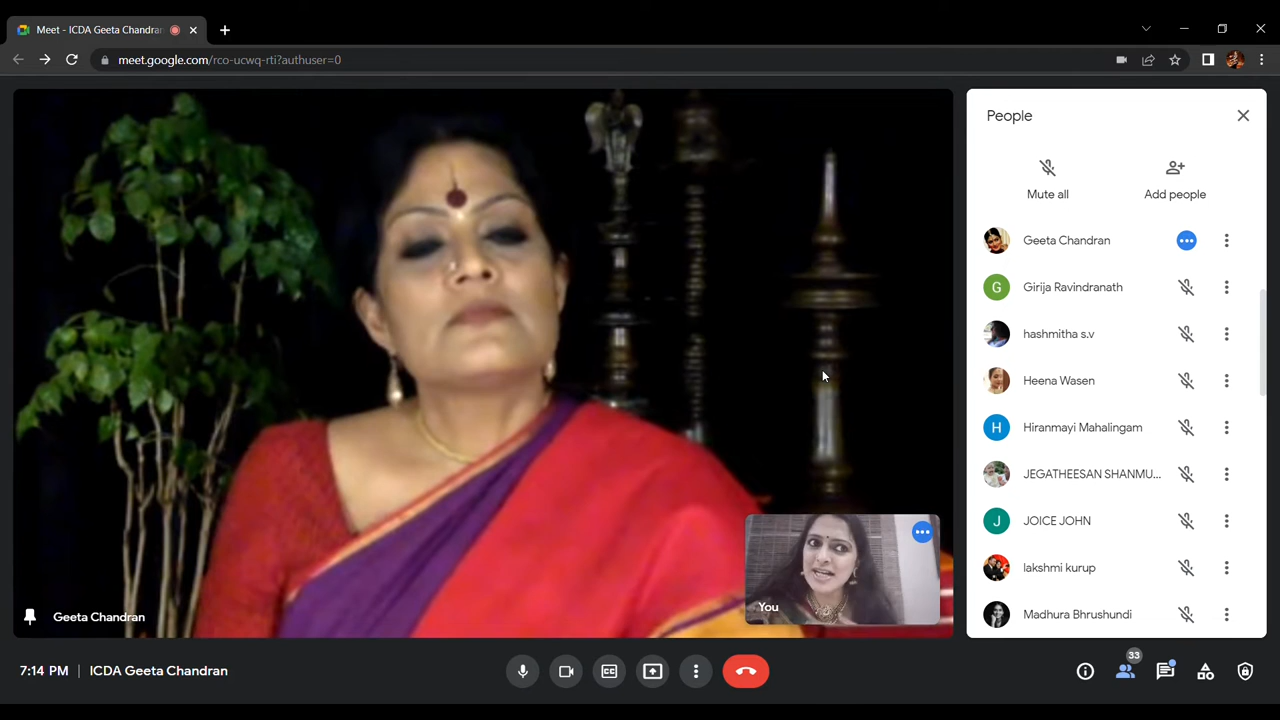 Meet - ICDA Geeta Chandran
meet.google.com/rco-ucwq-rti?authuser=0
People
Mute all
Add people
Geeta Chandran
Girija Ravindranath
hashmitha s.v
Heena Wasen
H
Hiranmayi Mahalingam
JEGATHEESAN SHANMU...
J
JOICE JOHN
lakshmi kurup
Madhura Bhrushundi
G
You
Geeta Chandran
7:14 PM
ICDA Geeta Chandran
CC
33